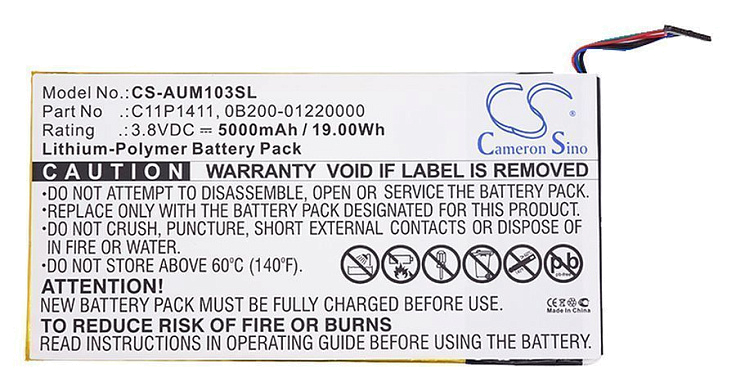 Model No.: CS-AUM103SL
Part No : C11P1411, 0B200-01220000
Rating : 3.8VDC = 5000mAh / 19.00Wh
Lithium-Polymer Battery Pack
CS
Cameron Sino
CAUTION WARRANTY VOID IF LABEL IS REMOVED
•DO NOT ATTEMPT TO DISASSEMBLE, OPEN or SERVICE THE BATTERY PACK.
•REPLACE ONLY WITH THE BATTERY PACK DESIGNATED FOR THIS PRODUCT.
•DO NOT CRUSH, PUNCTURE, SHORT EXTERNAL CONTACTS OR DISPOSE OF
IN FIRE OR WATER.
•DO NOT STORE ABOVE 60°C (140°F).
ATTENTION!
NEW BATTERY PACK MUST BE FULLY CHARGED BEFORE USE.
TO REDUCE RISK OF FIRE OR BURNS
READ INSTRUCTIONS IN OPERATING GUIDE BEFORE USING BATTERY PACK.
pb
pb-free
CE